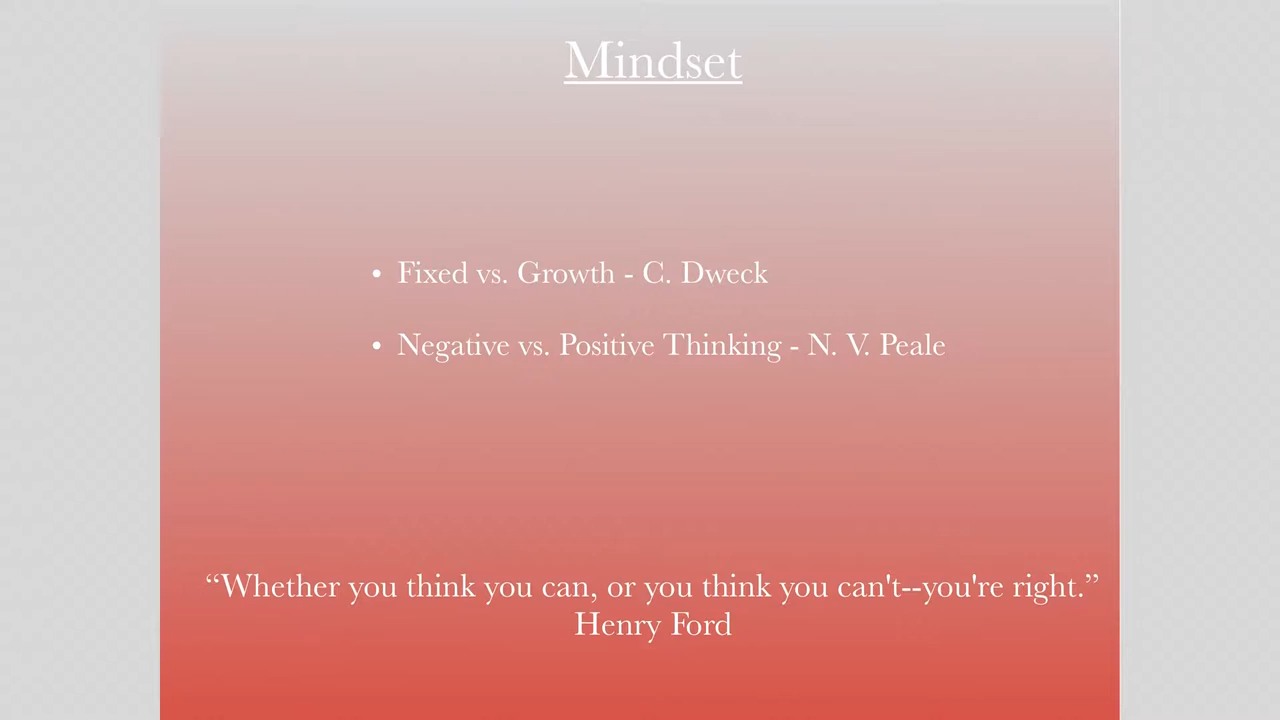 Mindset
• Fixed vs. Growth - C. Dweck
• Negative vs. Positive Thinking - N. V. Peale
“Whether you think you can, or you think you can't--you're right.”
Henry Ford